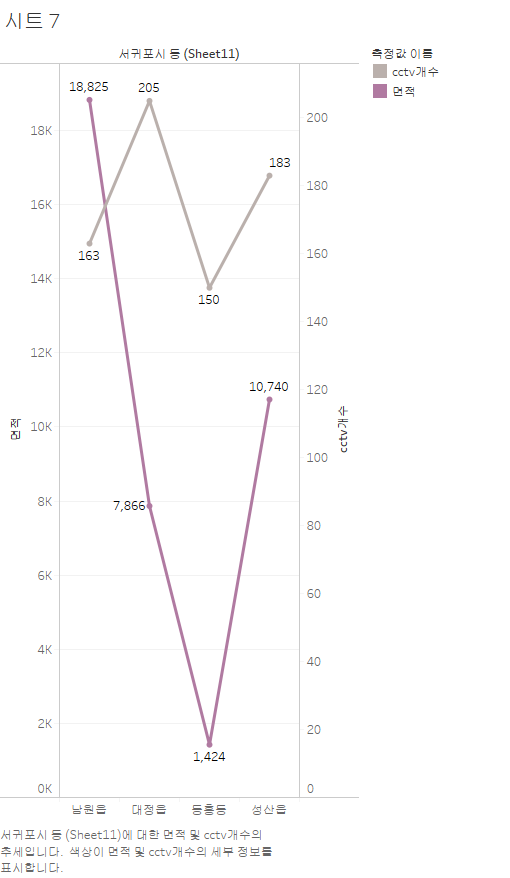 시트 7
서귀포시 동 (Sheet11)
측정값 이름
cctv개수
면적
18,825
205
18K
200
183
180
16K
163
160
14K
150
140
12K
120
10,740
면적
10K
cctv개수
100
8K
7,866
80
6K
60
4K
40
2K
20
1,424
0K
0
남원읍
대정읍
동홍동
성산읍
서귀포시 동 (Sheet11)에 대한 면적 및 cctv개수의
추세입니다. 색상이 면적 및 cctv개수의 세부 정보를
표시합니다.